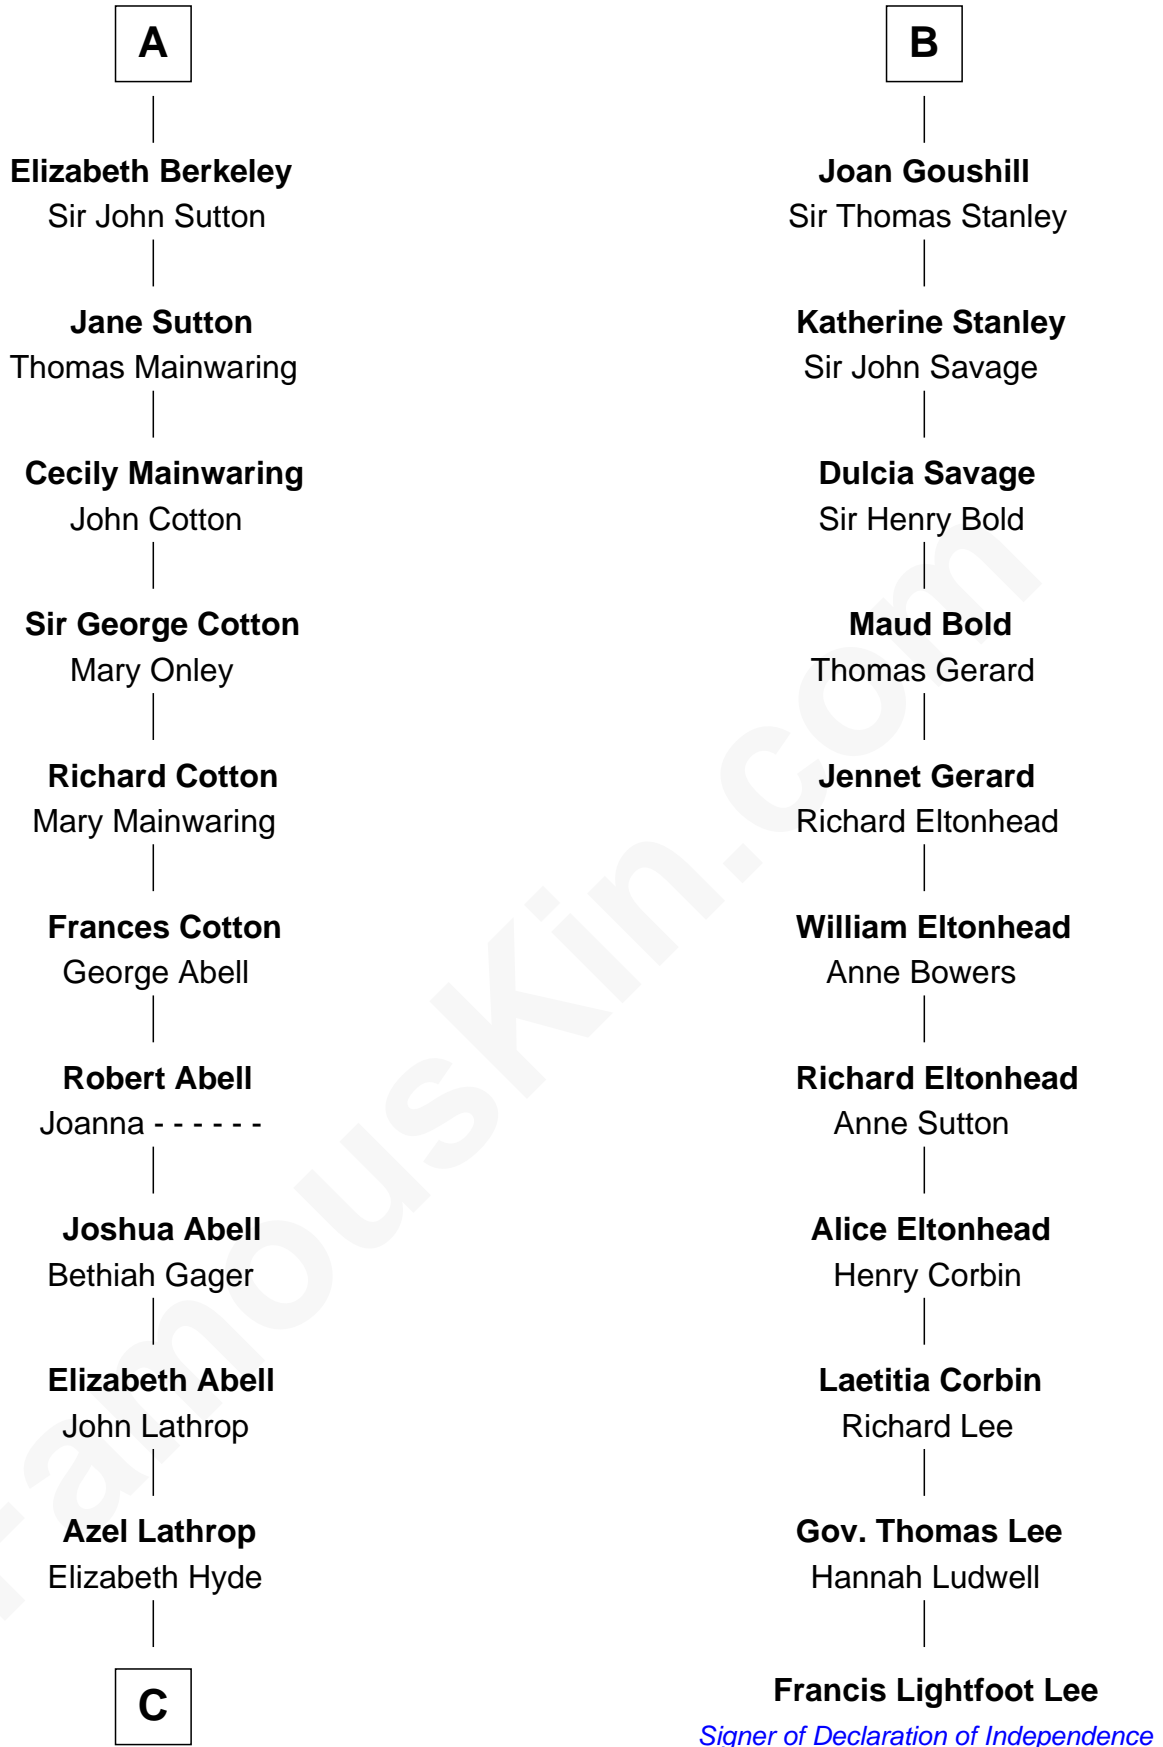 A
Elizabeth Berkeley
Sir John Sutton
Jane Sutton
Thomas Mainwaring
Cecily Mainwaring
John Cotton
Sir George Cotton
Mary Onley
Richard Cotton
Mary Mainwaring
Frances Cotton
George Abell
Robert Abell
Joanna - - - - - -
Joshua Abell
Bethiah Gager
Elizabeth Abell
John Lathrop
Azel Lathrop
Elizabeth Hyde
C
B
Joan Goushill
Sir Thomas Stanley
Katherine Stanley
Sir John Savage
Dulcia Savage
Sir Henry Bold
Maud Bold
Thomas Gerard
Jennet Gerard
Richard Eltonhead
William Eltonhead
Anne Bowers
Richard Eltonhead
Anne Sutton
Alice Eltonhead
Henry Corbin
Laetitia Corbin
Richard Lee
Gov. Thomas Lee
Hannah Ludwell
Francis Lightfoot Lee
Signer of Declaration of Independence
FamousKin.com